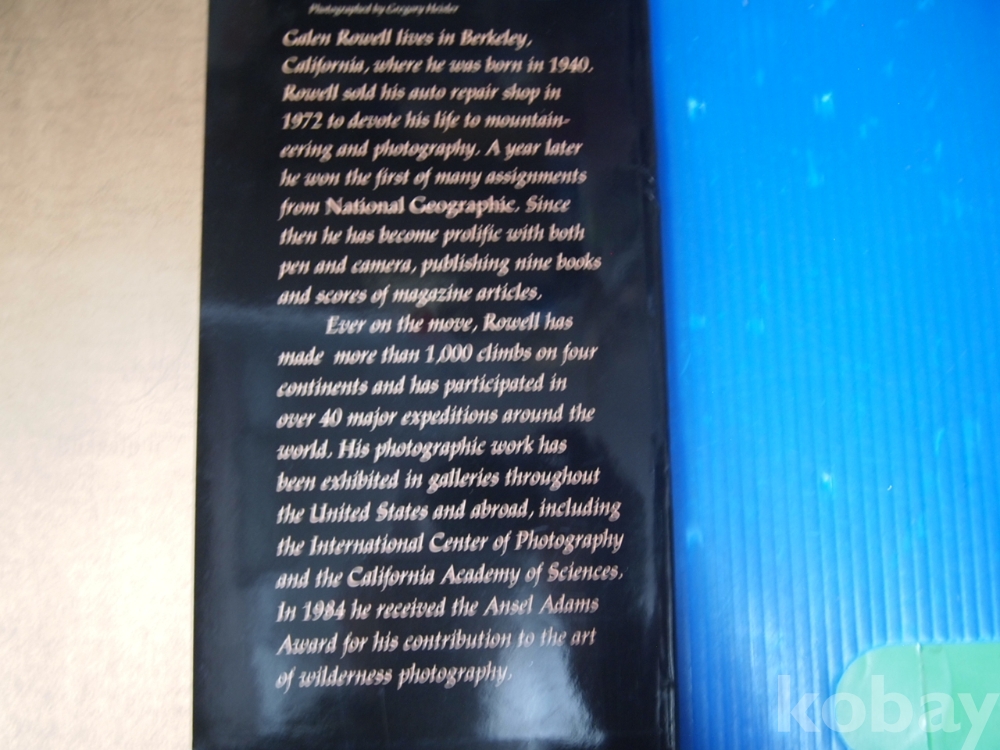 Photographed by Gregory Heisler
Galen Rowell lives in Berkeley,
California, where he was born in 1940.
Rowell sold his auto repair shop in
1972 to devote his life to mountain-
eering and photography. A year later
he won the first of many assignments
from National Geographic. Since
then he has become prolific with both
pen and camera, publishing nine books
and scores of magazine articles.
Ever on the move, Rowell has
made more than 1,000 climbs on four
continents and has participated in
over 40 major expeditions around the
world. His photographic work has
been exhibited in galleries throughout
the United States and abroad, including
the International Center of Photography
and the California Academy of Sciences.
In 1984 he received the Ansel Adams
Award for his contribution to the art
of wilderness photography.
kobay